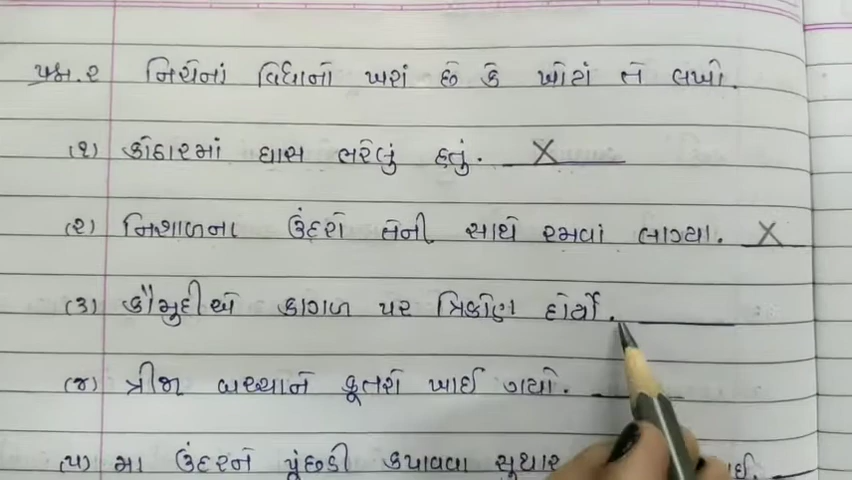 પ્રશ્ન.૨ નિચેનાં વિધાનો ખરાં છે કે ખોટાં તે લખો.
(૧) કોઠારમાં ઘાસ ભરેલું હતું. X
(૨) નિશાળના ઉંદરો તેની સાથે રમવાં લાગ્યા. X
(૩) કૌમુદીએ કાગળ પર ત્રિકોણ દોર્યો.
(૪) ત્રીજા બચ્ચાને કૂતરો ખાઈ ગયો.
(૫) મા ઉંદરને પૂંછડી કપાવવા સુથાર